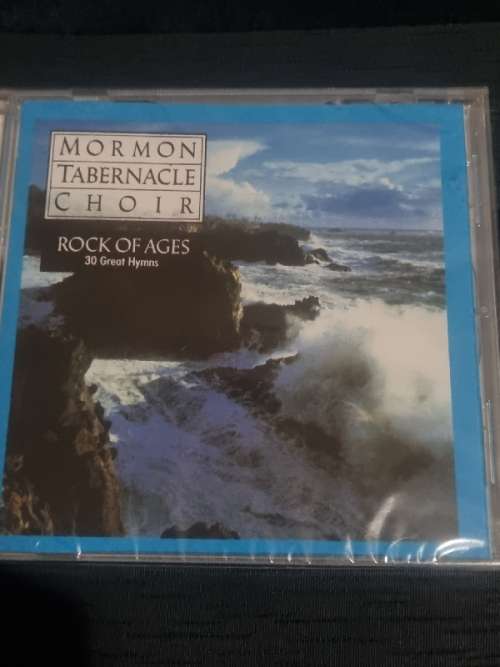 MORMON
TABERNACLE
CHOIR
ROCK OF AGES
30 Great Hymns